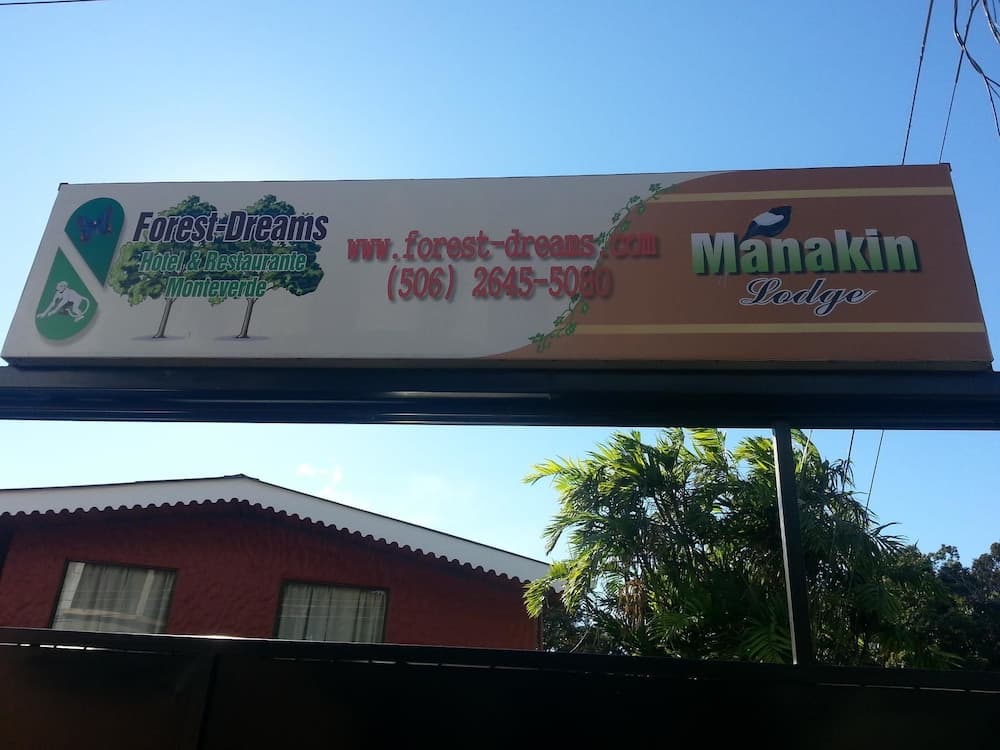 Forest-Dreams
Hotel & Restaurante
Monteverde
www.forest-dreams.com
(506) 2645-5080
Manakin
Lodge